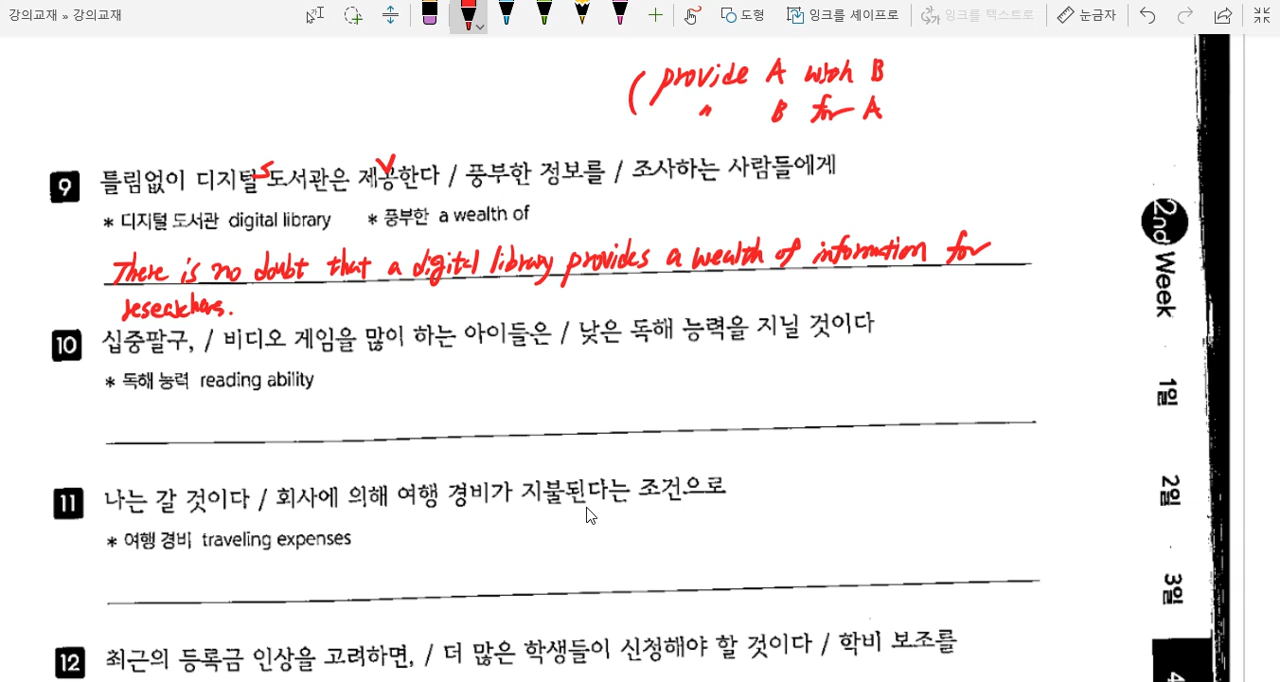 강의교재 » 강의교재
도형
잉크를 셰이프로
잉크를 텍스트로
눈금자
(provide A with B
〃 B for A
9 틀림없이 디지털 도서관은 제공한다 / 풍부한 정보를 / 조사하는 사람들에게
S V
* 디지털 도서관 digital library * 풍부한 a wealth of
There is no doubt that a digital library provides a wealth of information for
researchers.
10 십중팔구, / 비디오 게임을 많이 하는 아이들은 / 낮은 독해 능력을 지닐 것이다
* 독해 능력 reading ability
11 나는 갈 것이다 / 회사에 의해 여행 경비가 지불된다는 조건으로
* 여행 경비 traveling expenses
12 최근의 등록금 인상을 고려하면, / 더 많은 학생들이 신청해야 할 것이다 / 학비 보조를
2nd Week
1일
2일
3일
4